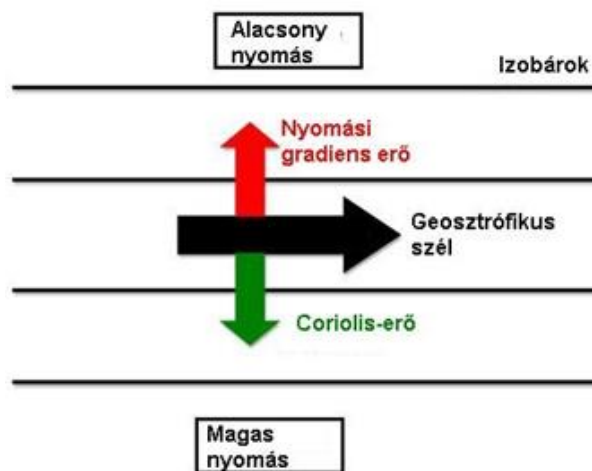 Alacsony
nyomás
Izobárok
Nyomási
gradiens erő
Geosztrófikus
szél
Coriolis-erő
Magas
nyomás